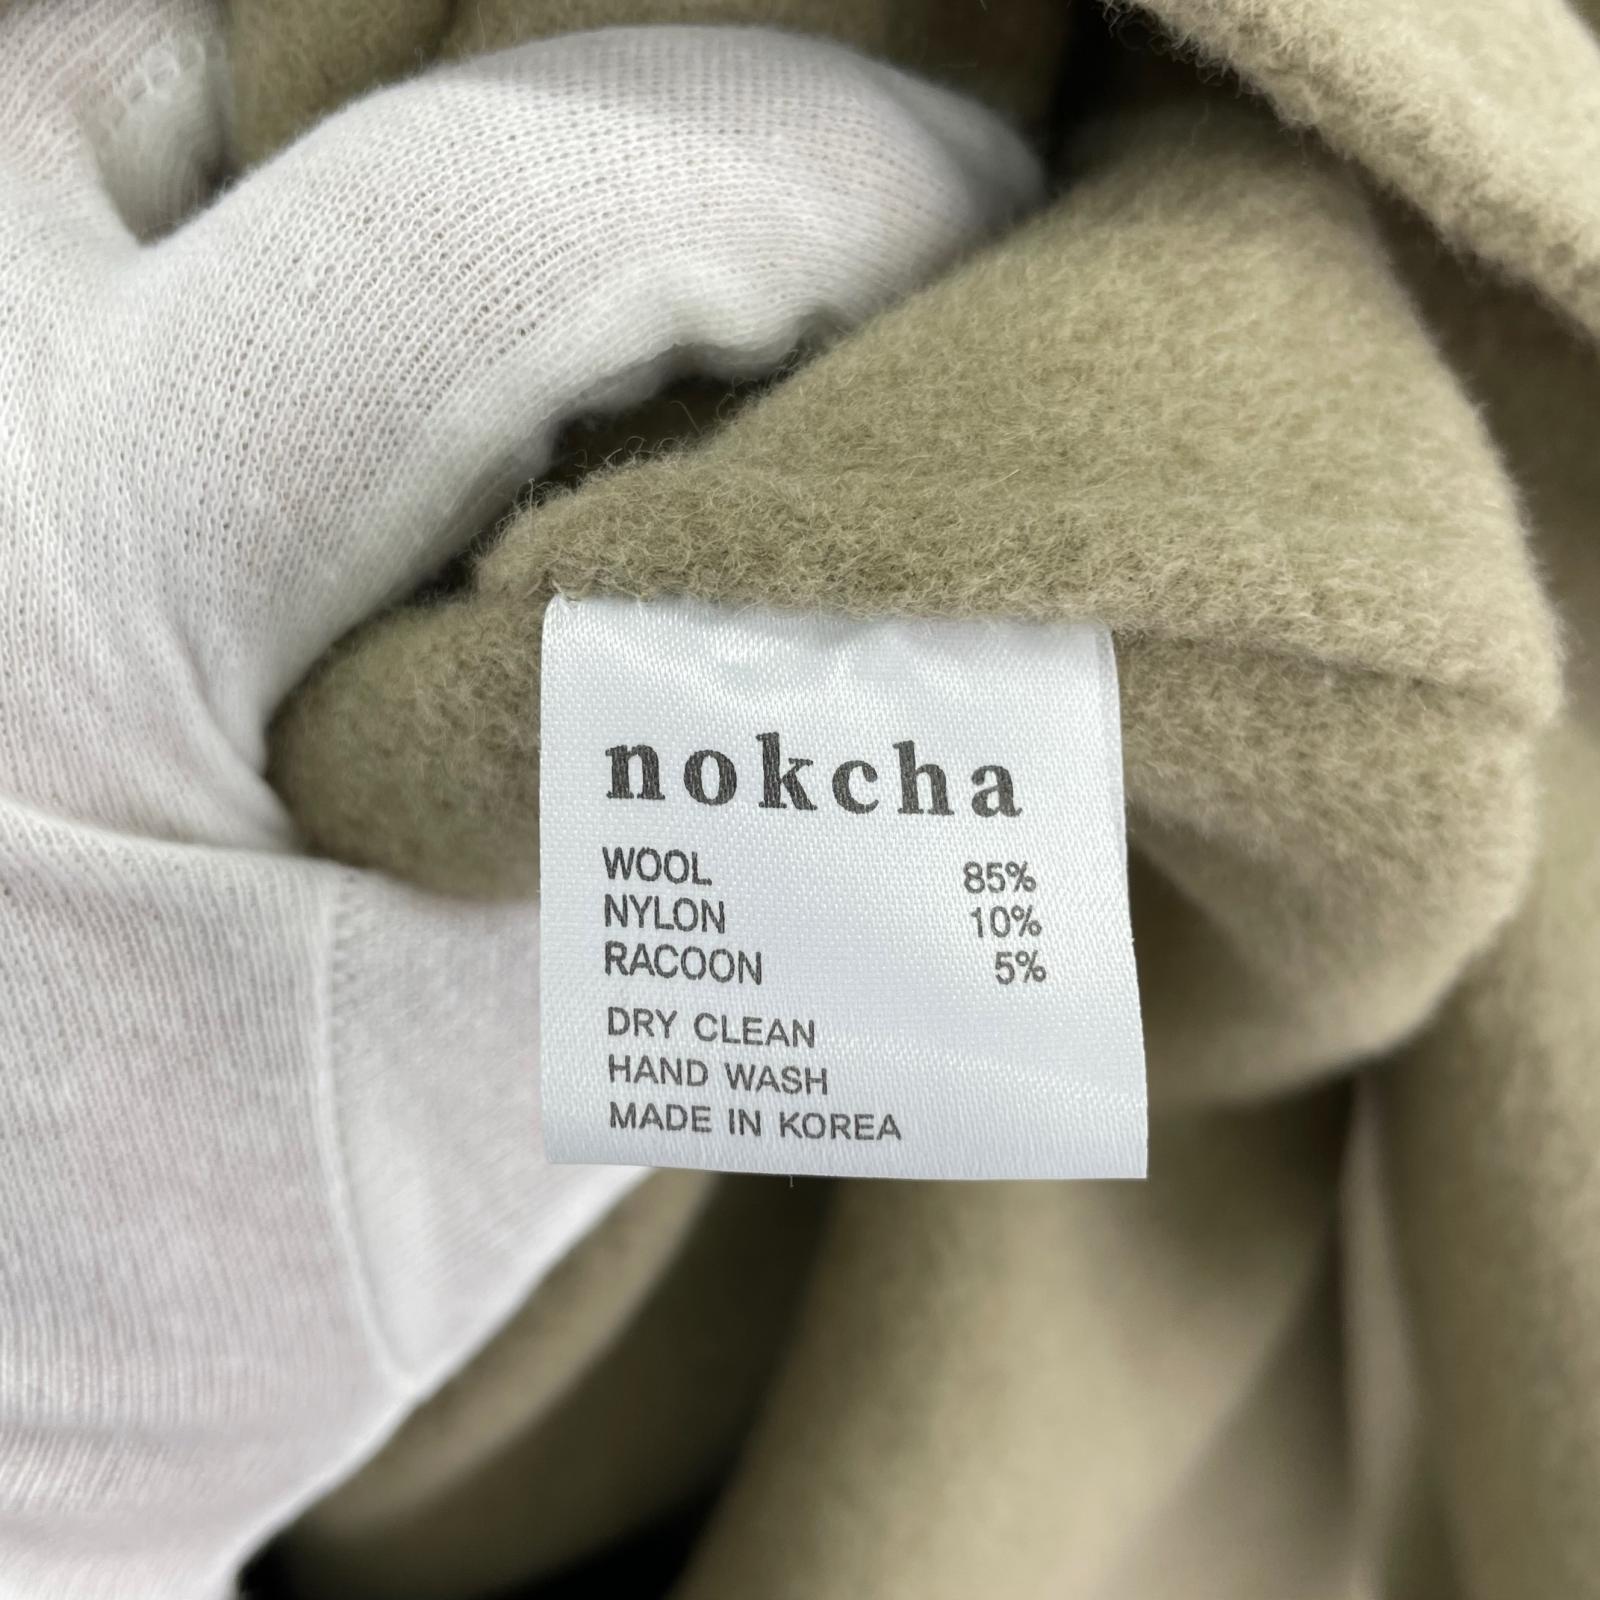 nokcha
WOOL 85%
NYLON 10%
RACOON 5%
DRY CLEAN
HAND WASH
MADE IN KOREA